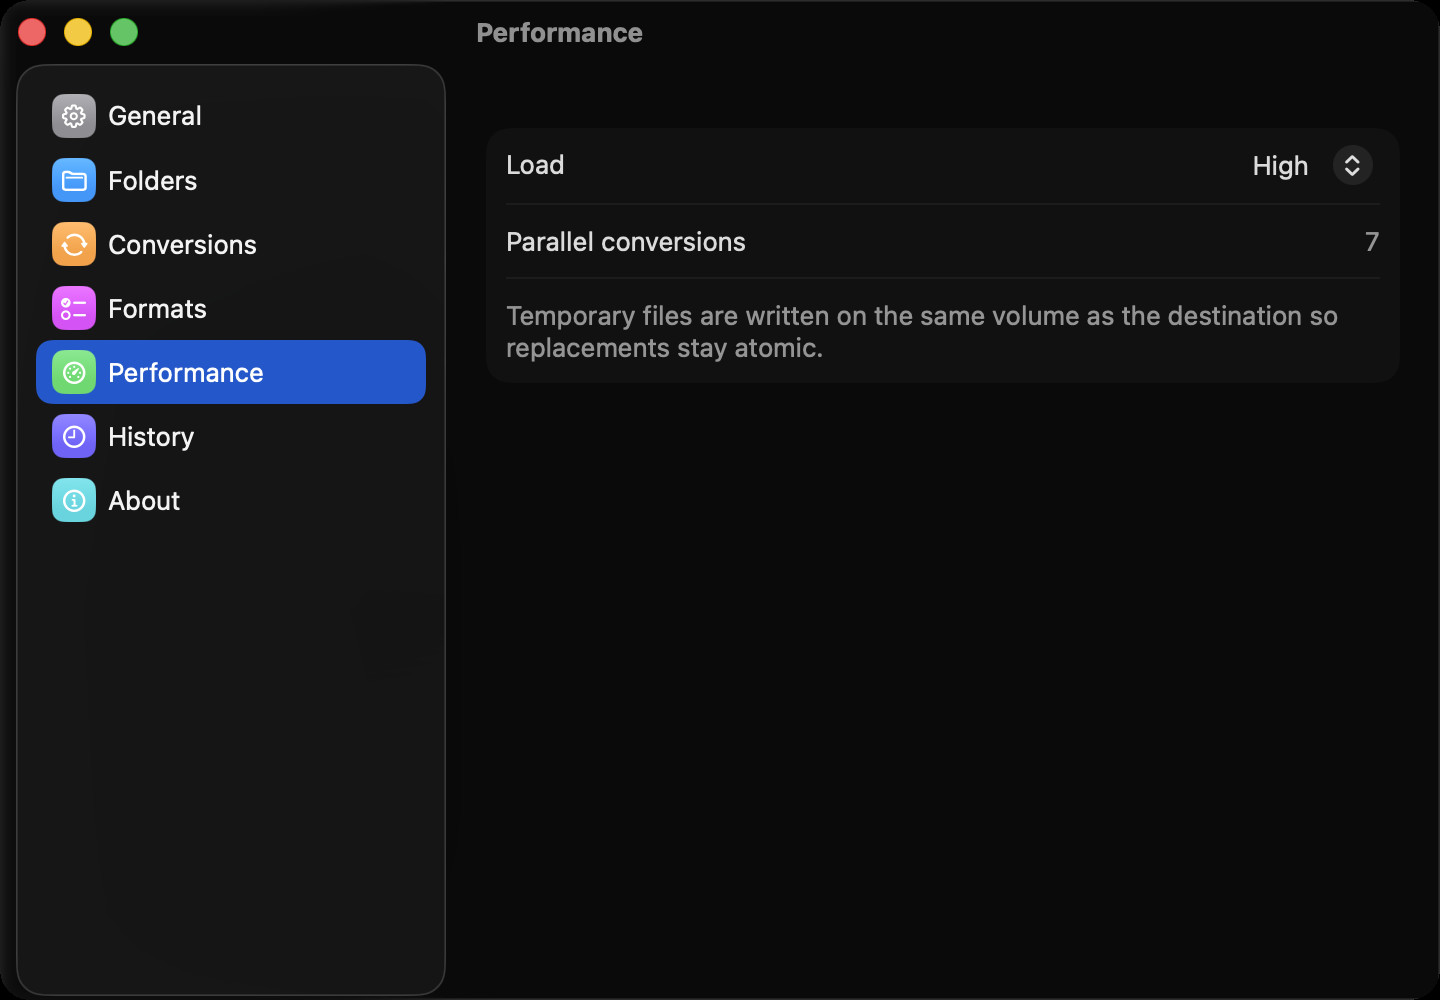 Performance
General
Folders
Conversions
Formats
Performance
History
About
Load
High
Parallel conversions
7
Temporary files are written on the same volume as the destination so
replacements stay atomic.